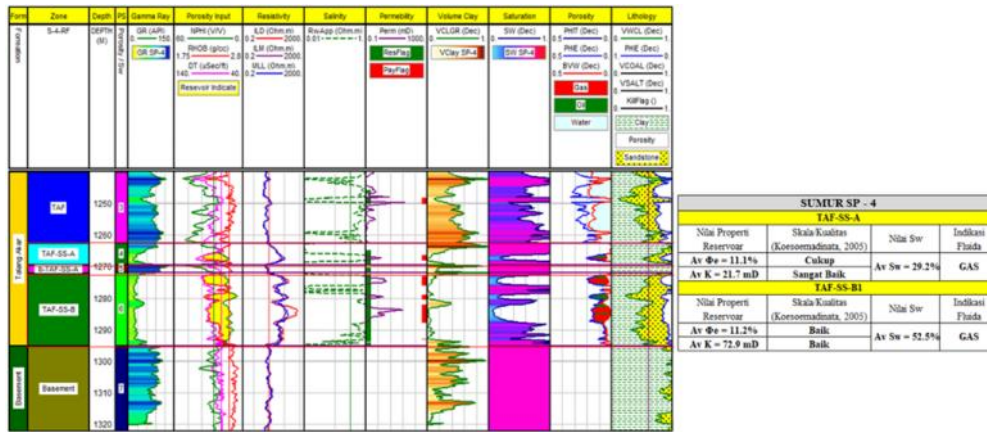 Form
Zone
Depth
PS
Gamma Ray
Porosity Input
Resistivity
Salinity
Permebility
Volume Clay
Saturation
Porosity
Lithology
Formation
S-4-RF
DEPTH
(M)
Porosity / Sw
GR (API)
0. 150.
GR SP-4
NPHI (V/V)
60. 0.
RHOB (g/cc)
1.75 2.8
DT (uSec/ft)
140. 40.
Resevoir Indicate
ILD (Ohm.m)
0.2 2000.
ILM (Ohm.m)
0.2 2000.
MLL (Ohm.m)
0.2 2000.
RwApp (Ohm.m)
0.01 1.
Perm (mD)
0.1 1000.
ResFlag
PayFlag
VCLGR (Dec)
0. 1.
VClay SP-4
SW (Dec)
1. 0.
SW SP-4
PHIT (Dec)
0.5 0.
PHIE (Dec)
0.5 0.
BVW (Dec)
0.5 0.
Gas
Oil
Water
VWCL (Dec)
0. 1.
PHIE (Dec)
1. 0.
VCOAL (Dec)
0. 1.
VSALT (Dec)
0. 1.
KillFlag ()
Clay
Porosity
Sandstone
Talang Akar
TAF
TAF-SS-A
B-TAF-SS-A
TAF-SS-B
Basement
Basement
1250
1260
1270
1280
1290
1300
1310
1320
SUMUR SP - 4
TAF-SS-A
Nilai Properti Reservoar
Skala/Kualitas (Koesoemadinata, 2005)
Nilai Sw
Indikasi Fluida
Av Φe = 11.1%
Cukup
Av Sw = 29.2%
GAS
Av K = 21.7 mD
Sangat Baik
TAF-SS-B1
Nilai Properti Reservoar
Skala/Kualitas (Koesoemadinata, 2005)
Nilai Sw
Indikasi Fluida
Av Φe = 11.2%
Baik
Av Sw = 52.5%
GAS
Av K = 72.9 mD
Baik